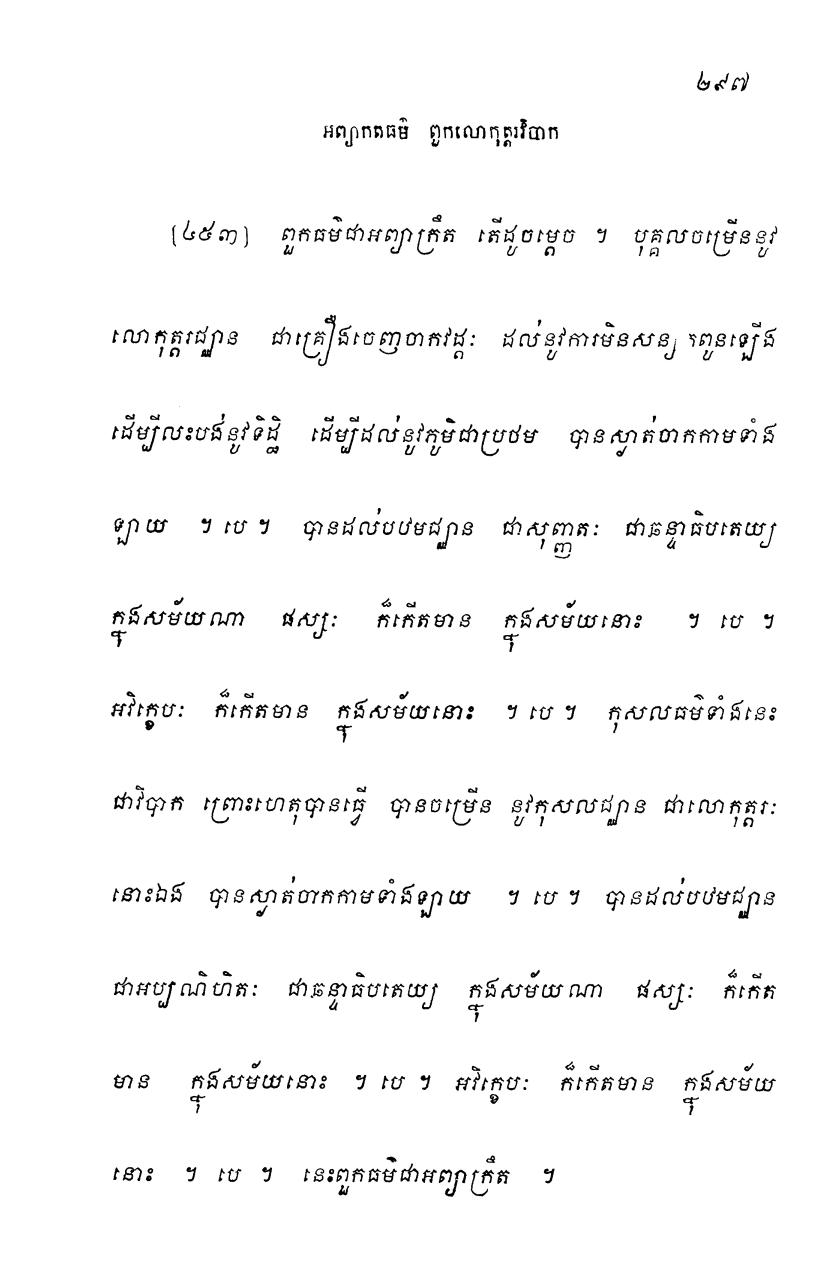 ២៩៧
អព្យាកតធម៌ ពួកលោកុត្តរវិបាក
[៤៥៣] ពួកធម៌ជាអព្យាក្រឹត តើដូចម្តេច ។ បុគ្គលចម្រើននូវ
លោកុត្តរជ្ឈាន ជាគ្រឿងចេញចាកវដ្តៈ ដល់នូវការមិនសន្សំពូនឡើង
ដើម្បីលះបង់នូវទិដ្ឋិ ដើម្បីដល់នូវភូមិជាប្រថម បានស្ងាត់ចាកកាមទាំង
ឡាយ ។ បេ ។ បានដល់បឋមជ្ឈាន ជាសុញ្ញតៈ ជាឆន្ទាធិបតេយ្យ
ក្នុងសម័យណា ផស្សៈ ក៏កើតមាន ក្នុងសម័យនោះ ។ បេ ។
អវិក្ខេបៈ ក៏កើតមាន ក្នុងសម័យនោះ ។ បេ ។ កុសលធម៌ទាំងនេះ
ជាវិបាក ព្រោះហេតុបានធ្វើ បានចម្រើន នូវកុសលជ្ឈាន ជាលោកុត្តរៈ
នោះឯង បានស្ងាត់ចាកកាមទាំងឡាយ ។ បេ ។ បានដល់បឋមជ្ឈាន
ជាអប្បណិហិតៈ ជាឆន្ទាធិបតេយ្យ ក្នុងសម័យណា ផស្សៈ ក៏កើត
មាន ក្នុងសម័យនោះ ។ បេ ។ អវិក្ខេបៈ ក៏កើតមាន ក្នុងសម័យ
នោះ ។ បេ ។ នេះពួកធម៌ជាអព្យាក្រឹត ។